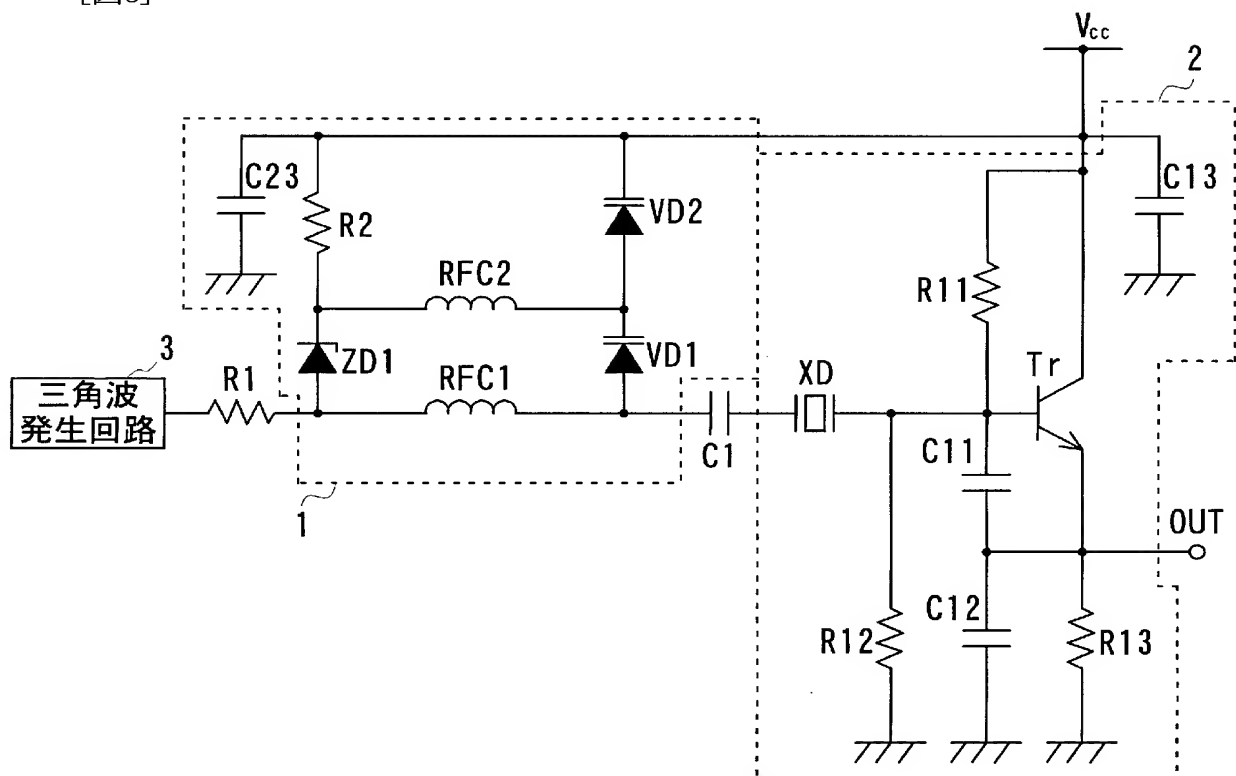 Vcc
2
C23
R2
VD2
C13
RFC2
R11
3
三角波
発生回路
R1
ZD1
RFC1
VD1
C1
XD
Tr
C11
1
OUT
R12
C12
R13